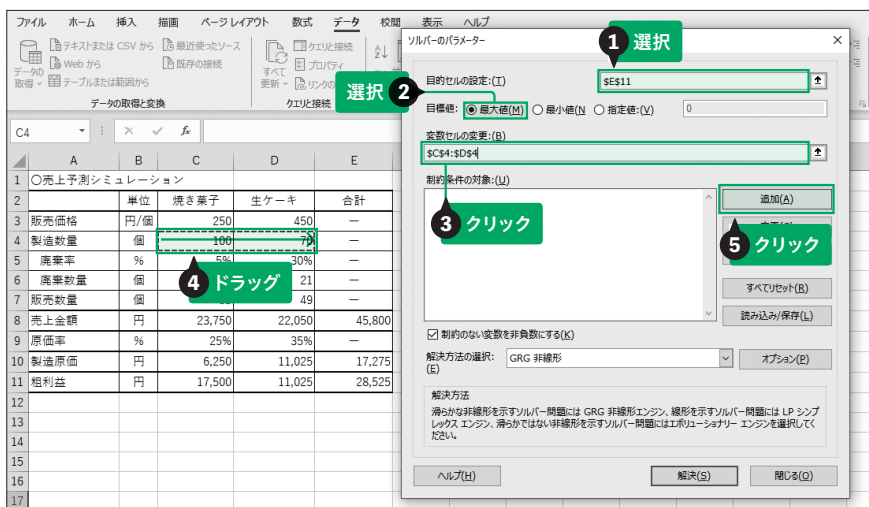 ファイル ホーム 挿入 描画 ページ レイアウト 数式 データ 校閲 表示 ヘルプ
データの取得
テキストまたは CSV から
Web から
テーブルまたは範囲から
最近使ったソース
既存の接続
データの取得と変換
すべて更新
クエリと接続
プロパティ
リンクの
クエリと接続
C4
fx
A B C D E
1 〇売上予測シミュレーション
2 単位 焼き菓子 生ケーキ 合計
3 販売価格 円/個 250 450 ー
4 製造数量 個 100 70 ー
5 廃棄率 % 5% 30% ー
6 廃棄数量 個 21 ー
7 販売数量 個 49 ー
8 売上金額 円 23,750 22,050 45,800
9 原価率 % 25% 35% ー
10 製造原価 円 6,250 11,025 17,275
11 粗利益 円 17,500 11,025 28,525
12
13
14
15
16
17
ソルバーのパラメーター
×
1 選択
目的セルの設定:(T) $E$11
選択 2
目標値: 最大値(M) 最小値(N 指定値:(V) 0
変数セルの変更:(B)
$C$4:$D$4
制約条件の対象:(U)
追加(A)
3 クリック
5 クリック
4 ドラッグ
すべてリセット(R)
読み込み/保存(L)
制約のない変数を非負数にする(K)
解決方法の選択:(E) GRG 非線形 オプション(P)
解決方法
滑らかな非線形を示すソルバー問題には GRG 非線形エンジン、線形を示すソルバー問題には LP シンプ
レックス エンジン、滑らかではない非線形を示すソルバー問題にはエボリューショナリー エンジンを選択してく
ださい。
ヘルプ(H) 解決(S) 閉じる(O)